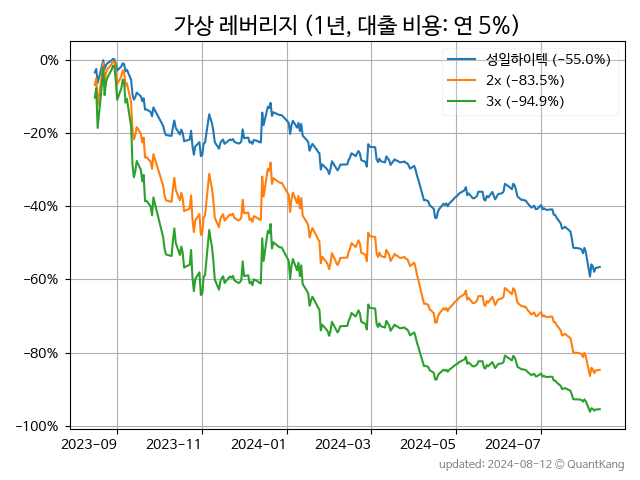 가상 레버리지 (1년, 대출 비용: 연 5%)
성일하이텍 (−55.0%)
2x (−83.5%)
3x (−94.9%)
0%
−20%
−40%
−60%
−80%
−100%
2023-09 2023-11 2024-01 2024-03 2024-05 2024-07
updated: 2024-08-12 © QuantKang